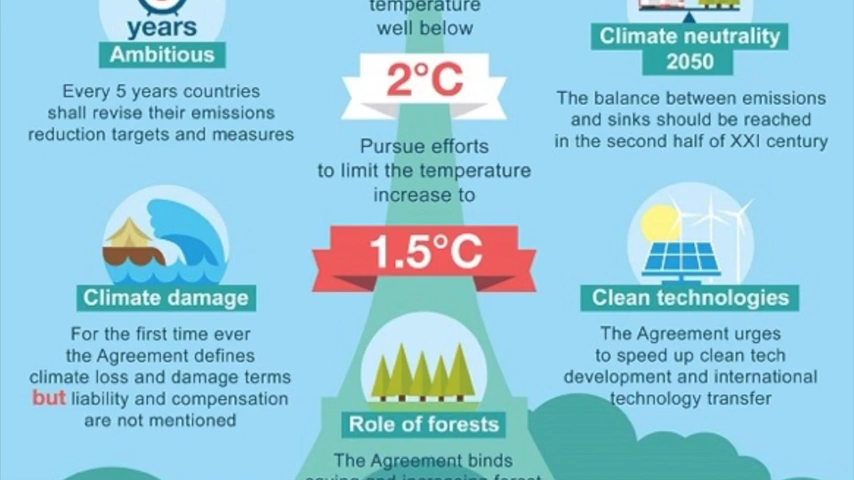 years
Ambitious
Every 5 years countries
shall revise their emissions
reduction targets and measures
temperature
well below
2°C
Pursue efforts
to limit the temperature
increase to
1.5°C
Climate neutrality
2050
The balance between emissions
and sinks should be reached
in the second half of XXI century
Climate damage
For the first time ever
the Agreement defines
climate loss and damage terms
but liability and compensation
are not mentioned
Role of forests
The Agreement binds
saving and increasing forest
Clean technologies
The Agreement urges
to speed up clean tech
development and international
technology transfer